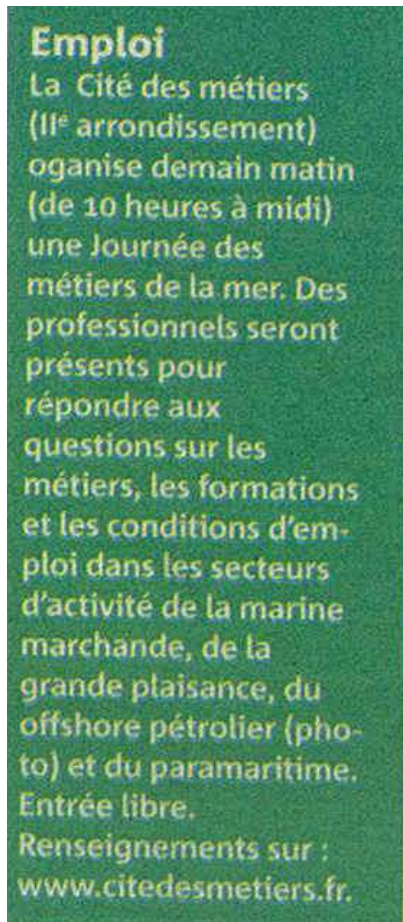 Emploi
La Cité des métiers
(IIᵉ arrondissement)
oganise demain matin
(de 10 heures à midi)
une Journée des
métiers de la mer. Des
professionnels seront
présents pour
répondre aux
questions sur les
métiers, les formations
et les conditions d'em-
ploi dans les secteurs
d'activité de la marine
marchande, de la
grande plaisance, du
offshore pétrolier (pho-
to) et du paramaritime.
Entrée libre.
Renseignements sur :
www.citedesmetiers.fr.